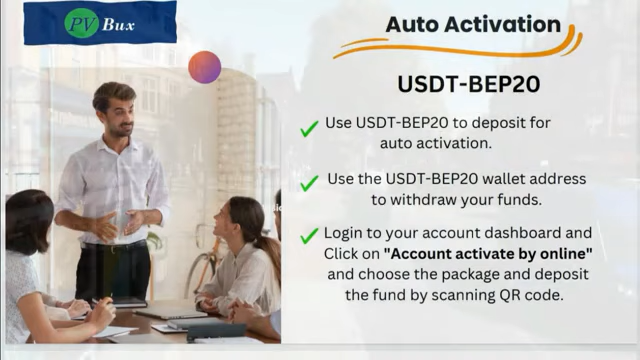 PV Bux
Auto Activation
USDT-BEP20
Use USDT-BEP20 to deposit for
auto activation.
Use the USDT-BEP20 wallet address
to withdraw your funds.
Login to your account dashboard and
Click on "Account activate by online"
and choose the package and deposit
the fund by scanning QR code.